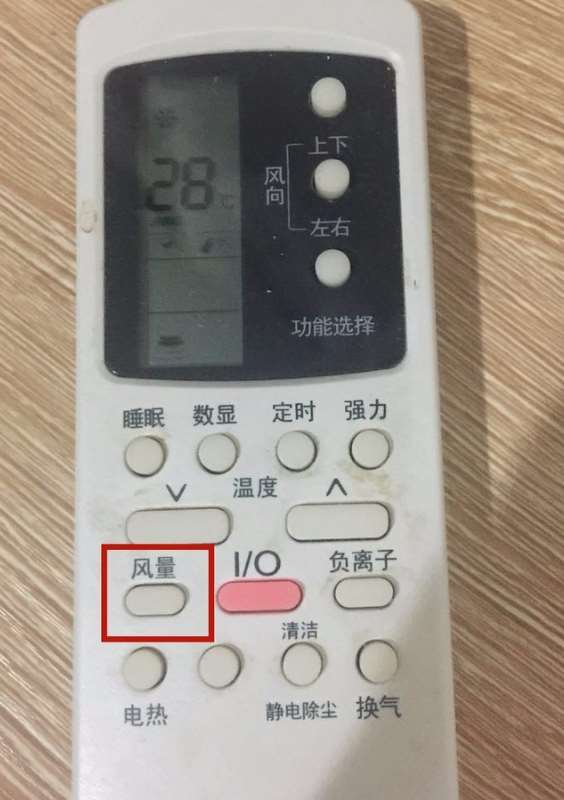 28℃
上下
风向
左右
功能选择
睡眠 数显 定时 强力
∨ 温度 ∧
风量 I/O 负离子
清洁
电热 静电除尘 换气